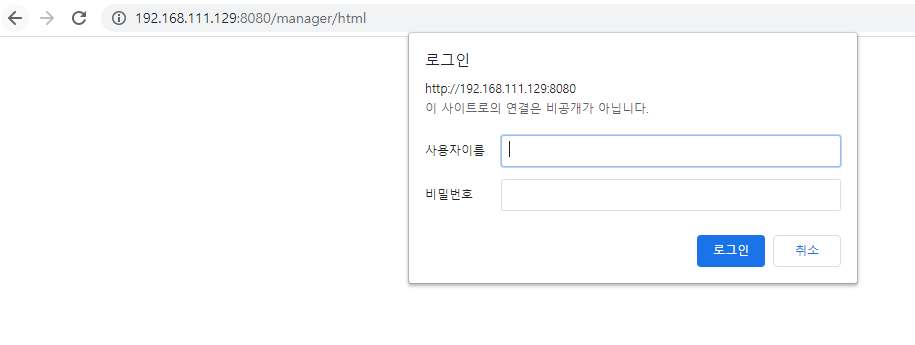 192.168.111.129:8080/manager/html
로그인
http://192.168.111.129:8080
이 사이트로의 연결은 비공개가 아닙니다.
사용자이름
비밀번호
로그인 취소